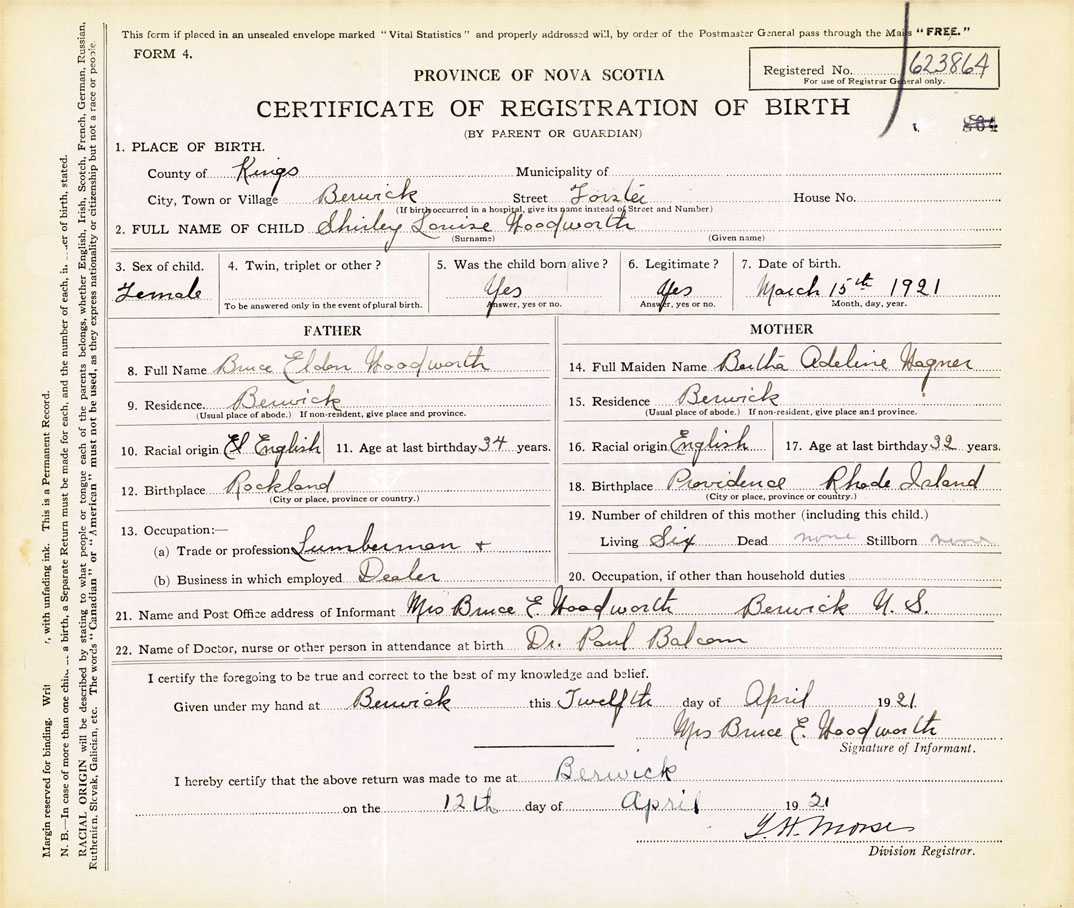 This form if placed in an unsealed envelope marked "Vital Statistics" and properly addressed will, by order of the Postmaster General pass through the Mails "FREE."
FORM 4.
PROVINCE OF NOVA SCOTIA
Registered No. 623864
For use of Registrar General only.
CERTIFICATE OF REGISTRATION OF BIRTH
(BY PARENT OR GUARDIAN)
1. PLACE OF BIRTH.
County of Kings Municipality of
City, Town or Village Berwick Street Forster House No.
(If birth occurred in a hospital, give its name instead of Street and Number)
2. FULL NAME OF CHILD Shirley Louise Woodworth
(Surname) (Given name)
3. Sex of child. 4. Twin, triplet or other? 5. Was the child born alive? 6. Legitimate? 7. Date of birth.
Female Yes Yes March 15th 1921
To be answered only in the event of plural birth. Answer, yes or no. Answer, yes or no. Month, day, year.
FATHER
8. Full Name Bruce Eldon Woodworth
9. Residence. Berwick
(Usual place of abode.) If non-resident, give place and province.
10. Racial origin English 11. Age at last birthday 34 years.
12. Birthplace Rockland
(City or place, province or country.)
13. Occupation:—
(a) Trade or profession Lumberman +
(b) Business in which employed Dealer
MOTHER
14. Full Maiden Name Bertha Adeline Wagner
15. Residence Berwick
(Usual place of abode.) If non-resident, give place and province.
16. Racial origin English 17. Age at last birthday 32 years.
18. Birthplace Providence Rhode Island
(City or place, province or country.)
19. Number of children of this mother (including this child.)
Living Six Dead none Stillborn none
20. Occupation, if other than household duties
21. Name and Post Office address of Informant Mrs Bruce E. Woodworth Berwick N. S.
22. Name of Doctor, nurse or other person in attendance at birth Dr. Paul Balcom
I certify the foregoing to be true and correct to the best of my knowledge and belief.
Given under my hand at Berwick this Twelfth day of April 1921.
Mrs Bruce E. Woodworth
Signature of Informant.
I hereby certify that the above return was made to me at Berwick
on the 12th day of April 1921
Morse
Division Registrar.
Margin reserved for binding. Writ , with unfading ink. This is a Permanent Record.
N. B.—In case of more than one chil a birth, a Separate Return must be made for each, and the number of each, in er of birth, stated.
RACIAL ORIGIN will be described by stating to what people or tongue each of the parents belongs, whether English, Irish, Scotch, French, German, Russian,
Ruthenian, Slovak, Galician, etc. The words "Canadian" or "American" must not be used, as they express nationality or citizenship but not a race or people.